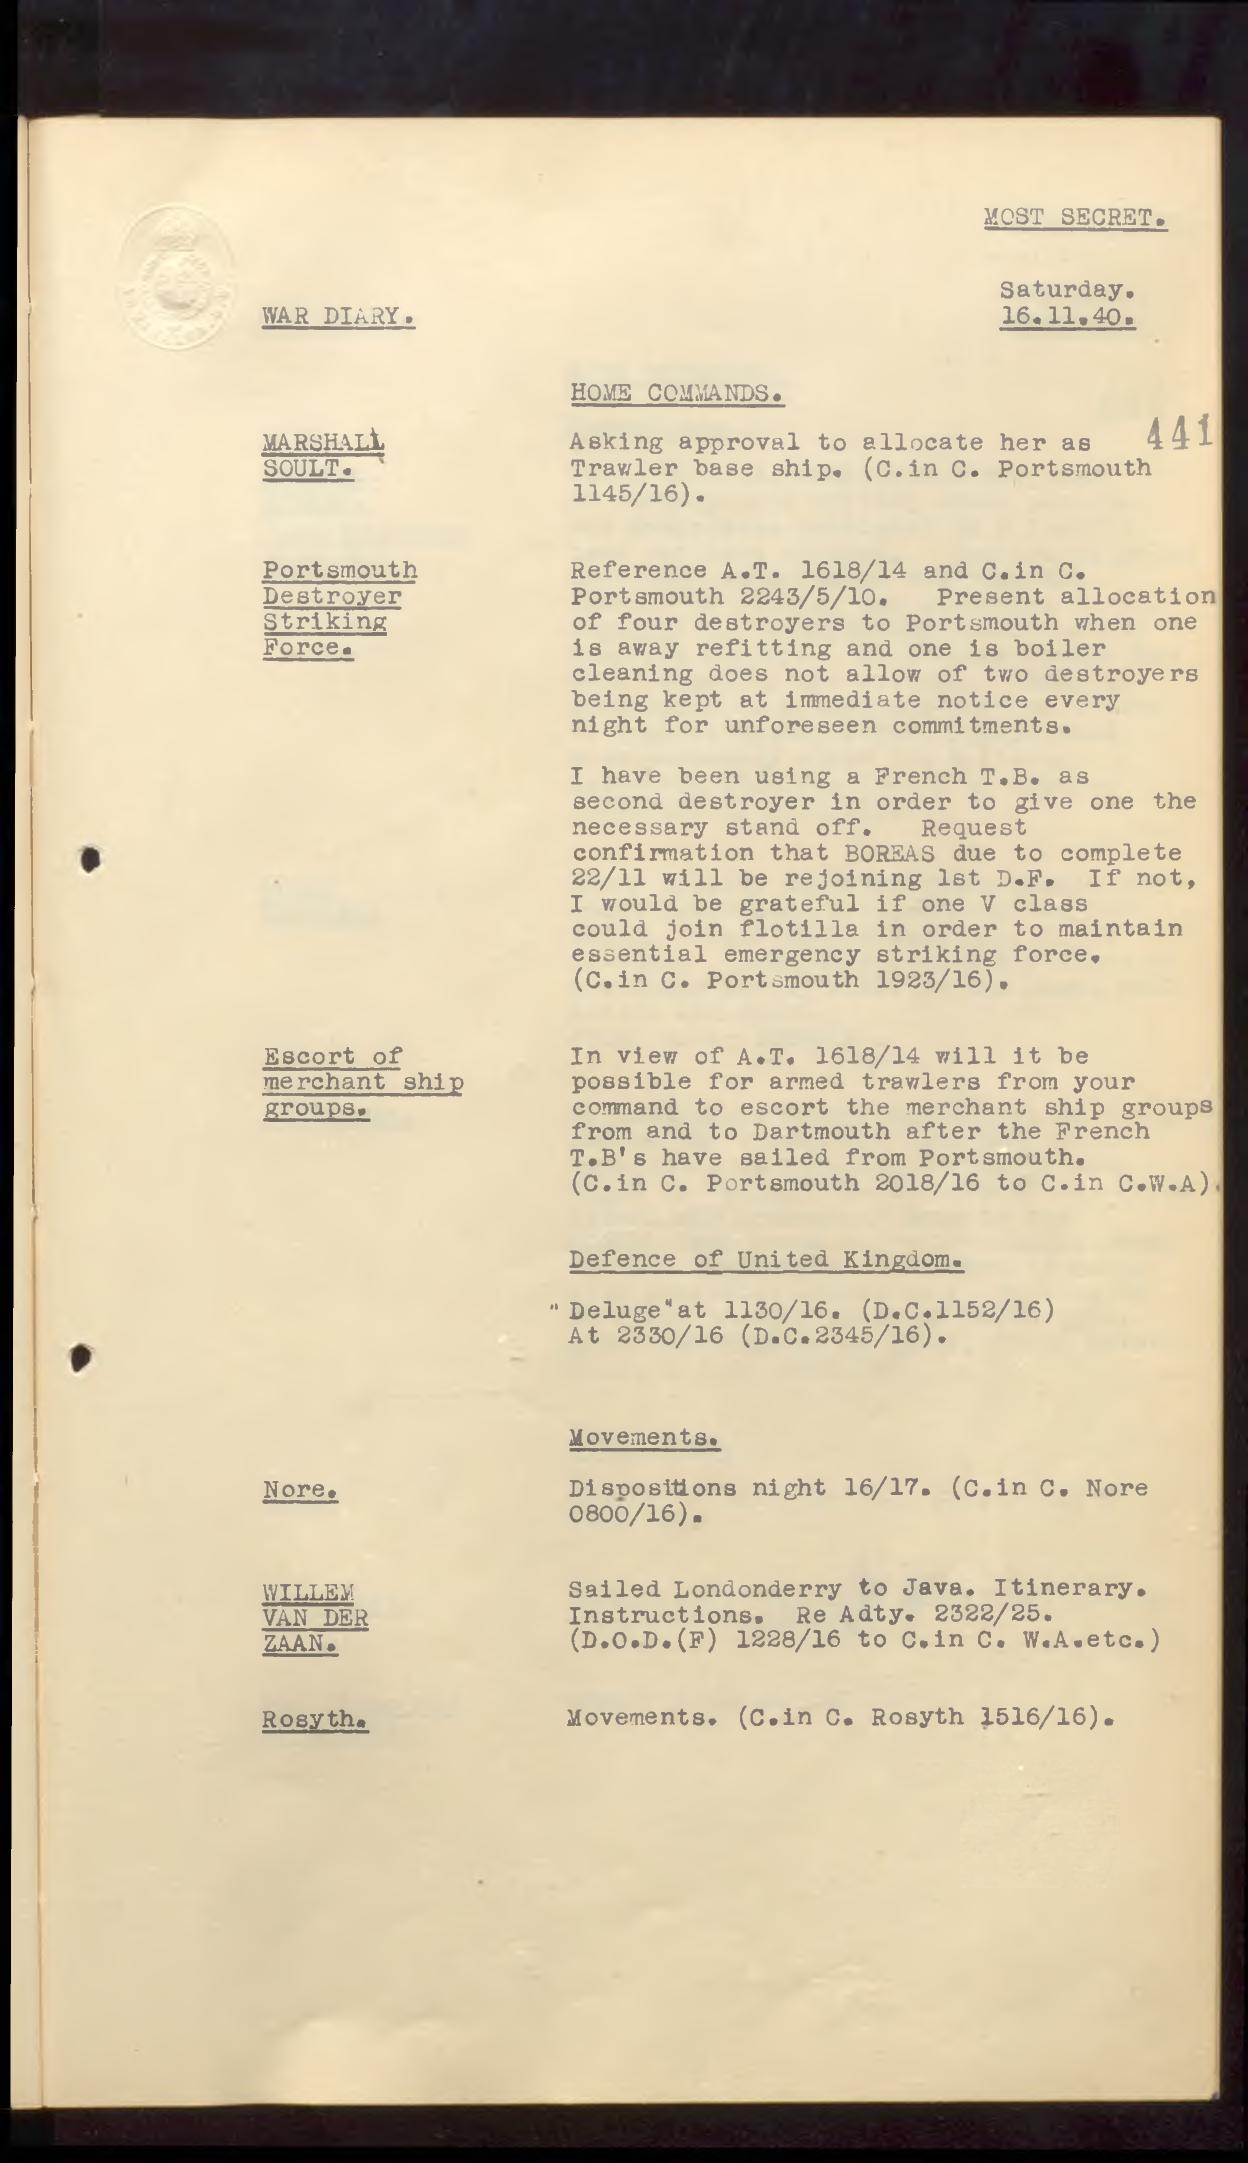 MOST SECRET.
Saturday.
WAR DIARY.
16.11.40.
HOME COMMANDS.
441
MARSHALL
SOULT.
Asking approval to allocate her as
Trawler base ship. (C.in C. Portsmouth
1145/16).
Portsmouth
Destroyer
Striking
Force.
Reference A.T. 1618/14 and C.in C.
Portsmouth 2243/5/10. Present allocation
of four destroyers to Portsmouth when one
is away refitting and one is boiler
cleaning does not allow of two destroyers
being kept at immediate notice every
night for unforeseen commitments.
I have been using a French T.B. as
second destroyer in order to give one the
necessary stand off. Request
confirmation that BOREAS due to complete
22/11 will be rejoining 1st D.F. If not,
I would be grateful if one V class
could join flotilla in order to maintain
essential emergency striking force.
(C.in C. Portsmouth 1923/16).
Escort of
merchant ship
groups.
In view of A.T. 1618/14 will it be
possible for armed trawlers from your
command to escort the merchant ship groups
from and to Dartmouth after the French
T.B's have sailed from Portsmouth.
(C.in C. Portsmouth 2018/16 to C.in C.W.A).
Defence of United Kingdom.
"Deluge" at 1130/16. (D.C.1152/16)
At 2330/16 (D.C.2345/16).
Movements.
Nore.
Dispositions night 16/17. (C.in C. Nore
0800/16).
WILLEM
VAN DER
ZAAN.
Sailed Londonderry to Java. Itinerary.
Instructions. Re Adty. 2322/25.
(D.O.D.(F) 1228/16 to C.in C. W.A.etc.)
Rosyth.
Movements. (C.in C. Rosyth 1516/16).